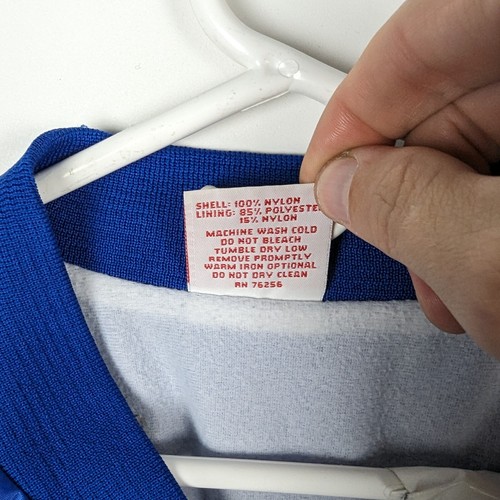 SHELL: 100% NYLON
LINING: 85% POLYESTER
15% NYLON
MACHINE WASH COLD
DO NOT BLEACH
TUMBLE DRY LOW
REMOVE PROMPTLY
WARM IRON OPTIONAL
DO NOT DRY CLEAN
RN 76256